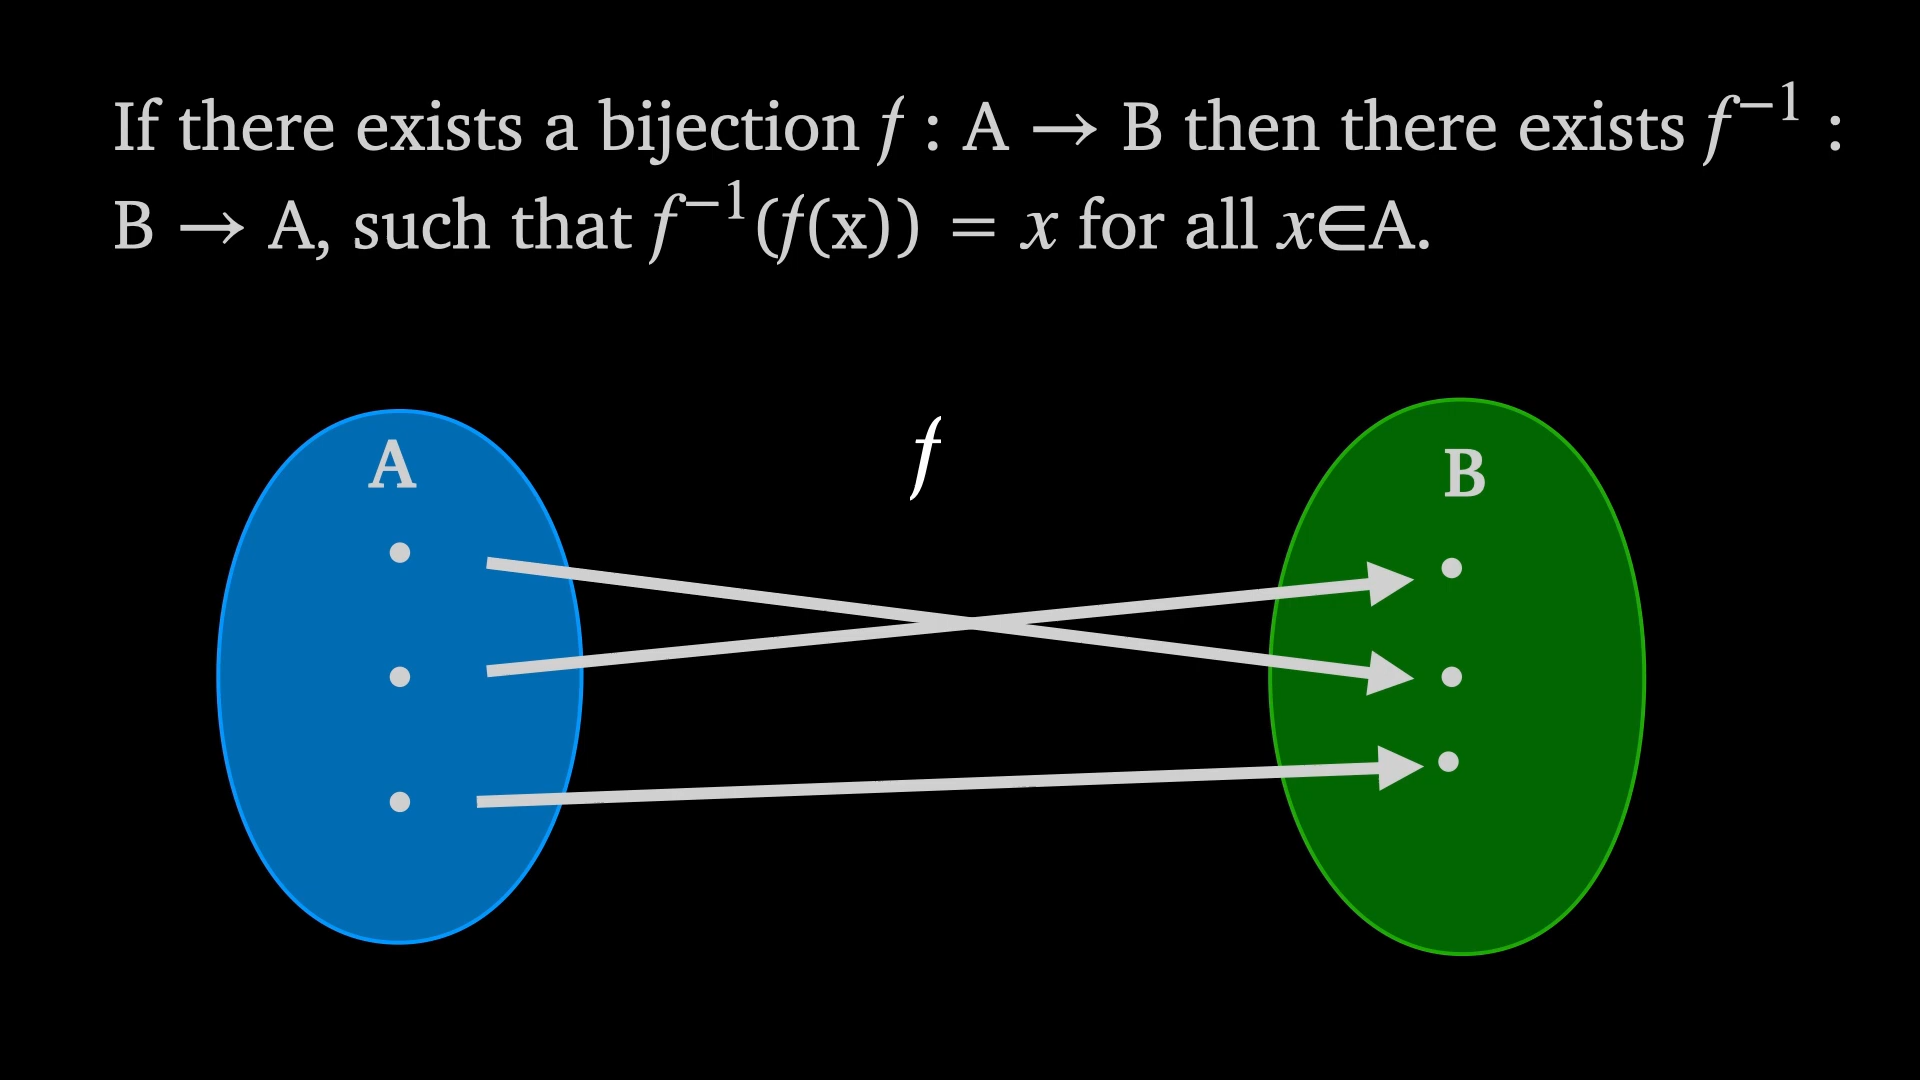 If there exists a bijection f : A → B then there exists f⁻¹ :
B → A, such that f⁻¹(f(x)) = x for all x∈A.
f
A
B